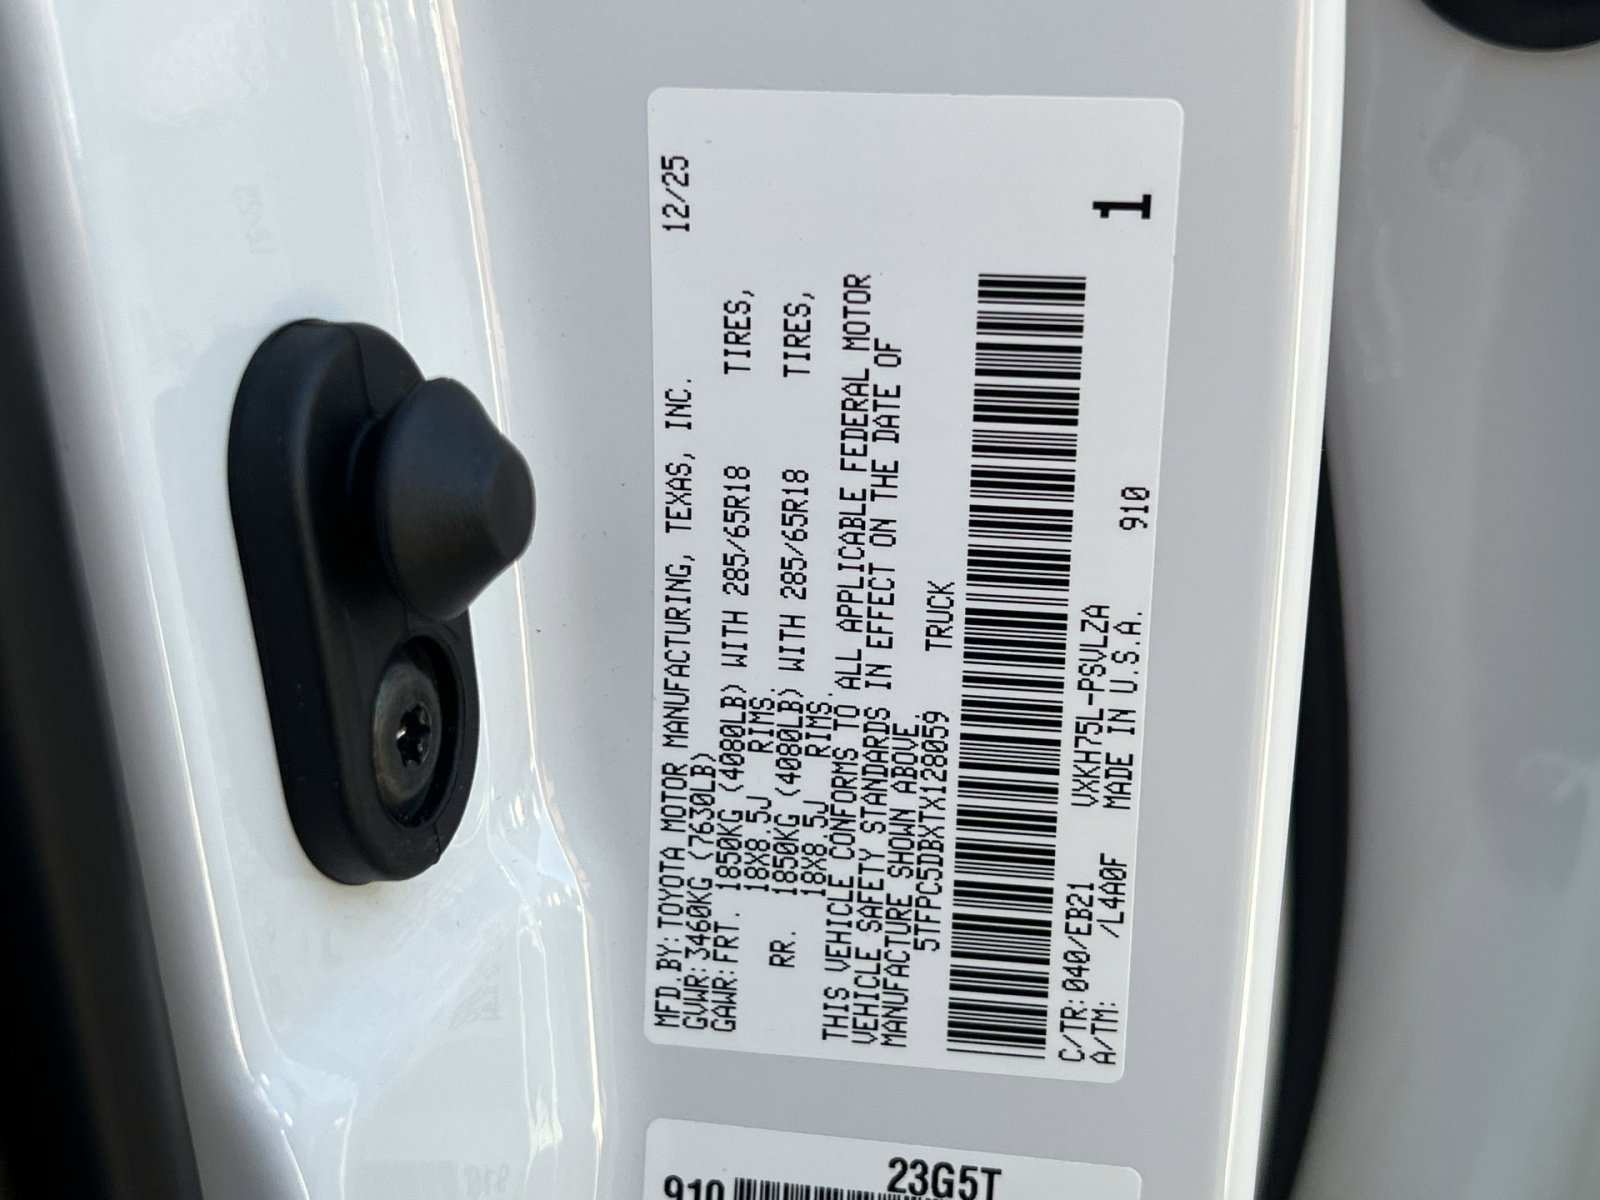 12/25
MFD.BY:TOYOTA MOTOR MANUFACTURING, TEXAS, INC.
GVWR:3460KG (7630LB)
GAWR:FRT. 1850KG (4080LB) WITH 285/65R18 TIRES,
18X8.5J RIMS.
RR. 1850KG (4080LB) WITH 285/65R18 TIRES,
18X8.5J RIMS.
THIS VEHICLE CONFORMS TO ALL APPLICABLE FEDERAL MOTOR
VEHICLE SAFETY STANDARDS IN EFFECT ON THE DATE OF
MANUFACTURE SHOWN ABOVE.
5TFPC5DBXTX128059 TRUCK
C/TR:040/EB21 VXKH75L-PSVLZA
A/TM: /L4A0F MADE IN U.S.A. 910
1
23G5T
910